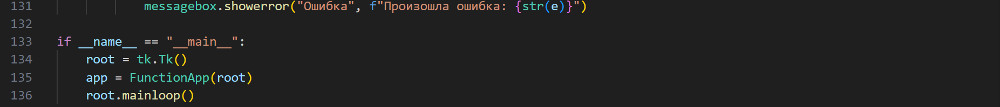 131 messagebox.showerror("Ошибка", f"Произошла ошибка: {str(e)}")
132
133 if __name__ == "__main__":
134 root = tk.Tk()
135 app = FunctionApp(root)
136 root.mainloop()